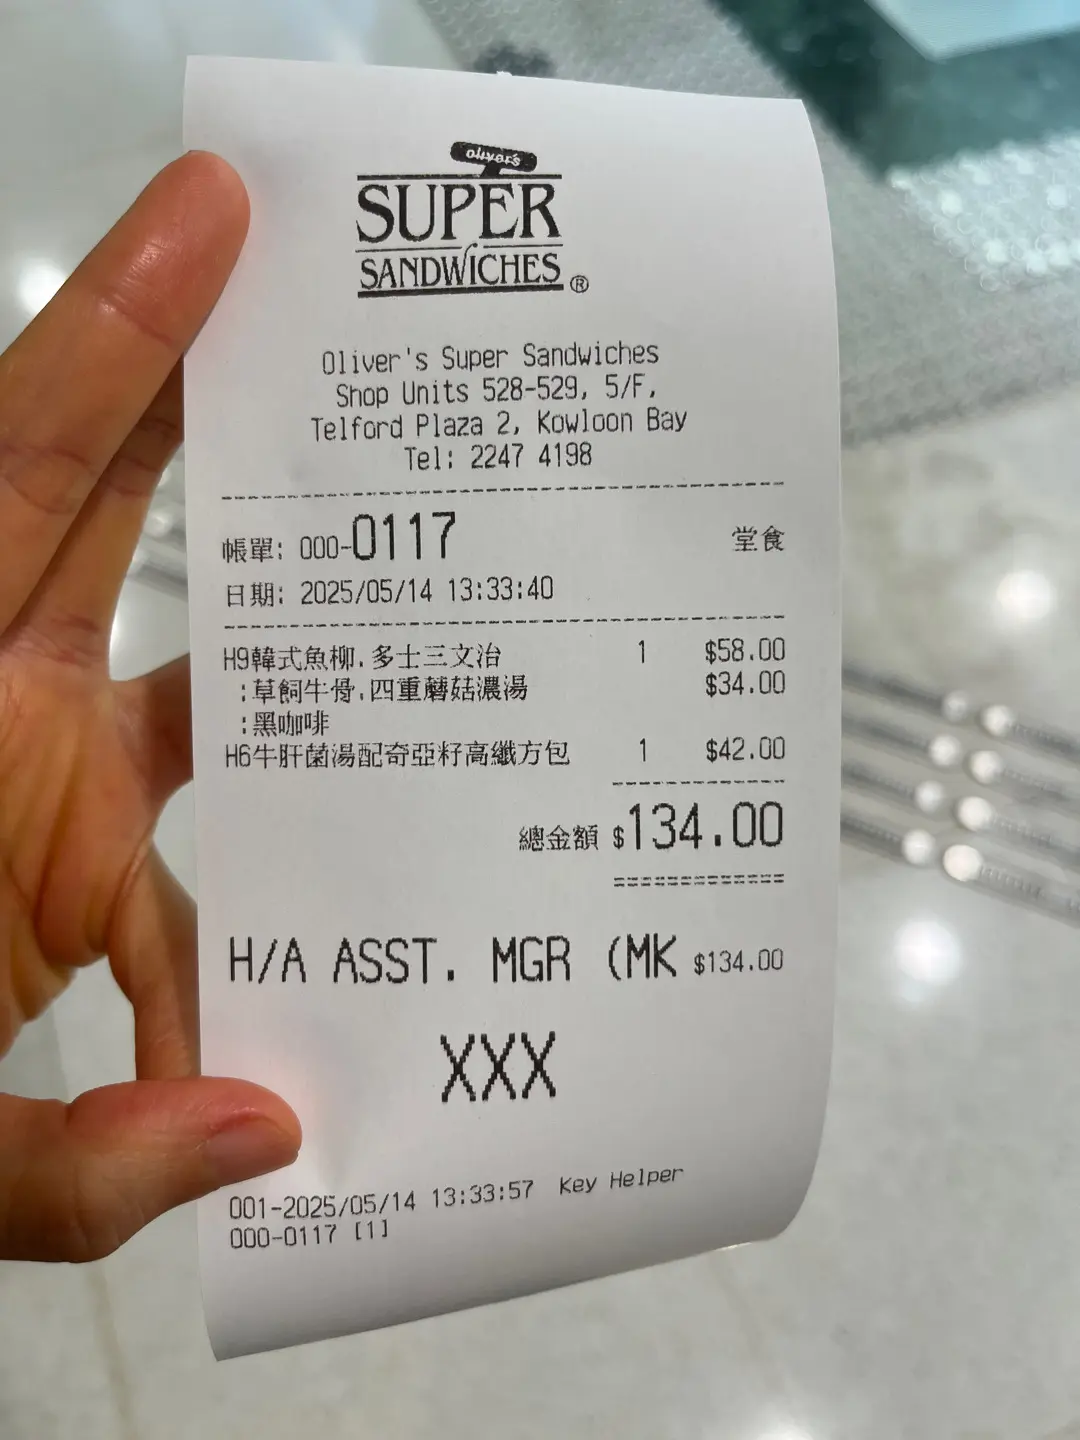 oliver's
SUPER
SANDWICHES ®
Oliver's Super Sandwiches
Shop Units 528-529, 5/F,
Telford Plaza 2, Kowloon Bay
Tel: 2247 4198
帳單: 000-0117 堂食
日期: 2025/05/14 13:33:40
H9韓式魚柳.多士三文治 1 $58.00
:草飼牛骨.四重蘑菇濃湯 $34.00
:黑咖啡
H6牛肝菌湯配奇亞籽高纖方包 1 $42.00
總金額 $134.00
H/A ASST. MGR (MK $134.00
XXX
001-2025/05/14 13:33:57 Key Helper
000-0117 [1]